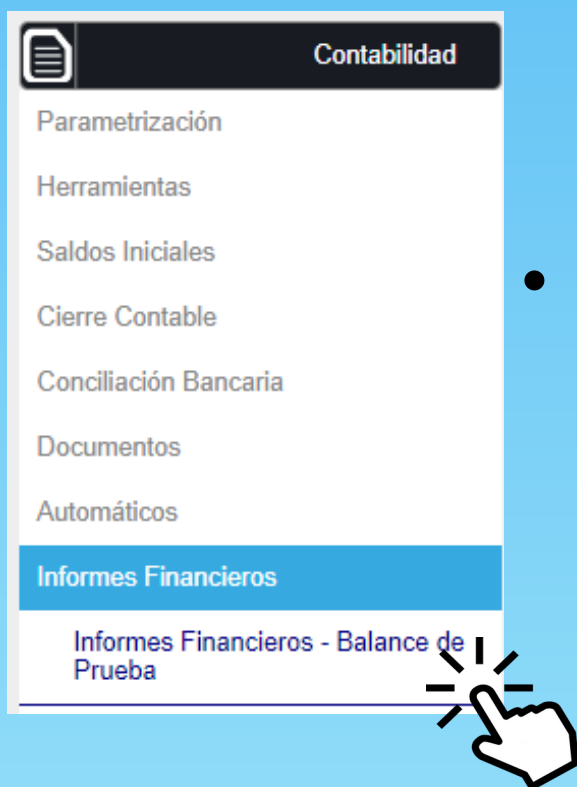 Contabilidad
Parametrización
Herramientas
Saldos Iniciales
Cierre Contable
Conciliación Bancaria
Documentos
Automáticos
Informes Financieros
Informes Financieros - Balance de
Prueba